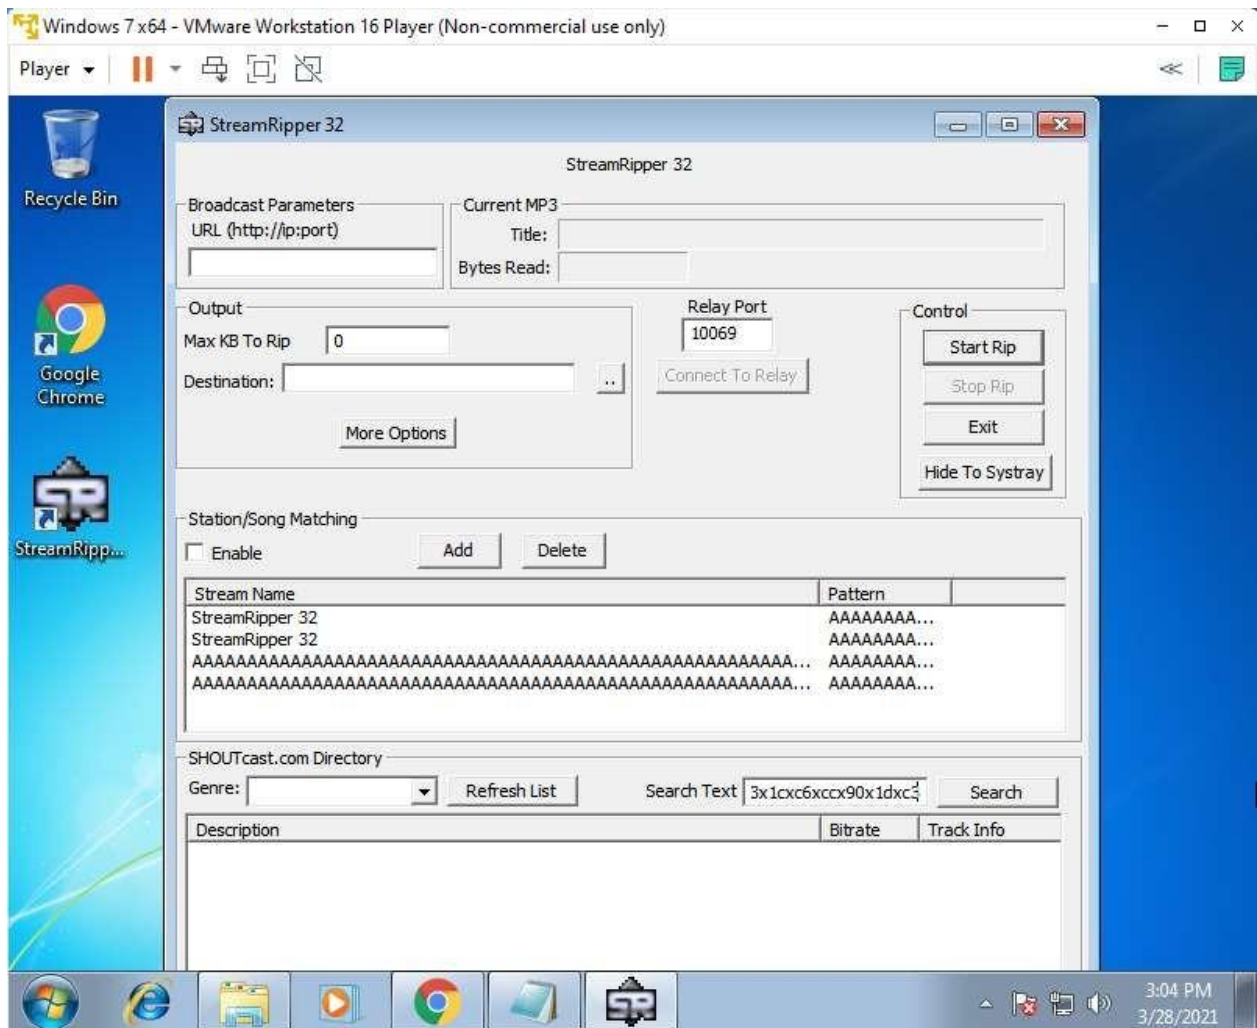 Windows 7 x64 - VMware Workstation 16 Player (Non-commercial use only)
Player
Recycle Bin
Google
Chrome
StreamRipp...
StreamRipper 32
StreamRipper 32
Broadcast Parameters
URL (http://ip:port)
Current MP3
Title:
Bytes Read:
Output
Max KB To Rip 0
Destination: ..
More Options
Relay Port
10069
Connect To Relay
Control
Start Rip
Stop Rip
Exit
Hide To Systray
Station/Song Matching
Enable Add Delete
Stream Name Pattern
StreamRipper 32 AAAAAAAA...
StreamRipper 32 AAAAAAAA...
AAAAAAAAAAAAAAAAAAAAAAAAAAAAAAAAAAAAAAAAAAAAAAAAAAAAAAA... AAAAAAAA...
AAAAAAAAAAAAAAAAAAAAAAAAAAAAAAAAAAAAAAAAAAAAAAAAAAAAAAA... AAAAAAAA...
SHOUTcast.com Directory
Genre: Refresh List Search Text 3x1cxc6xccx90x1dxc3 Search
Description Bitrate Track Info
3:04 PM
3/28/2021